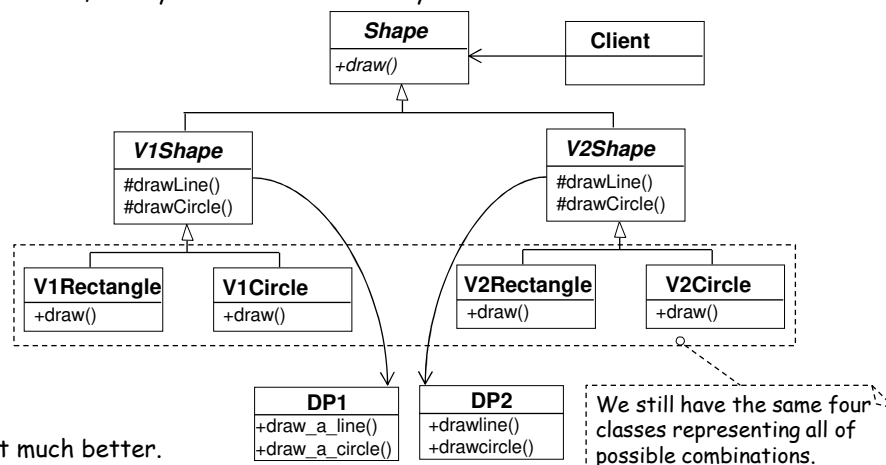 Shape
+draw()
Client
V1Shape
#drawLine()
#drawCircle()
V2Shape
#drawLine()
#drawCircle()
V1Rectangle
+draw()
V1Circle
+draw()
V2Rectangle
+draw()
V2Circle
+draw()
DP1
+draw_a_line()
+draw_a_circle()
DP2
+drawline()
+drawcircle()
We still have the same four
classes representing all of
possible combinations.
much better.